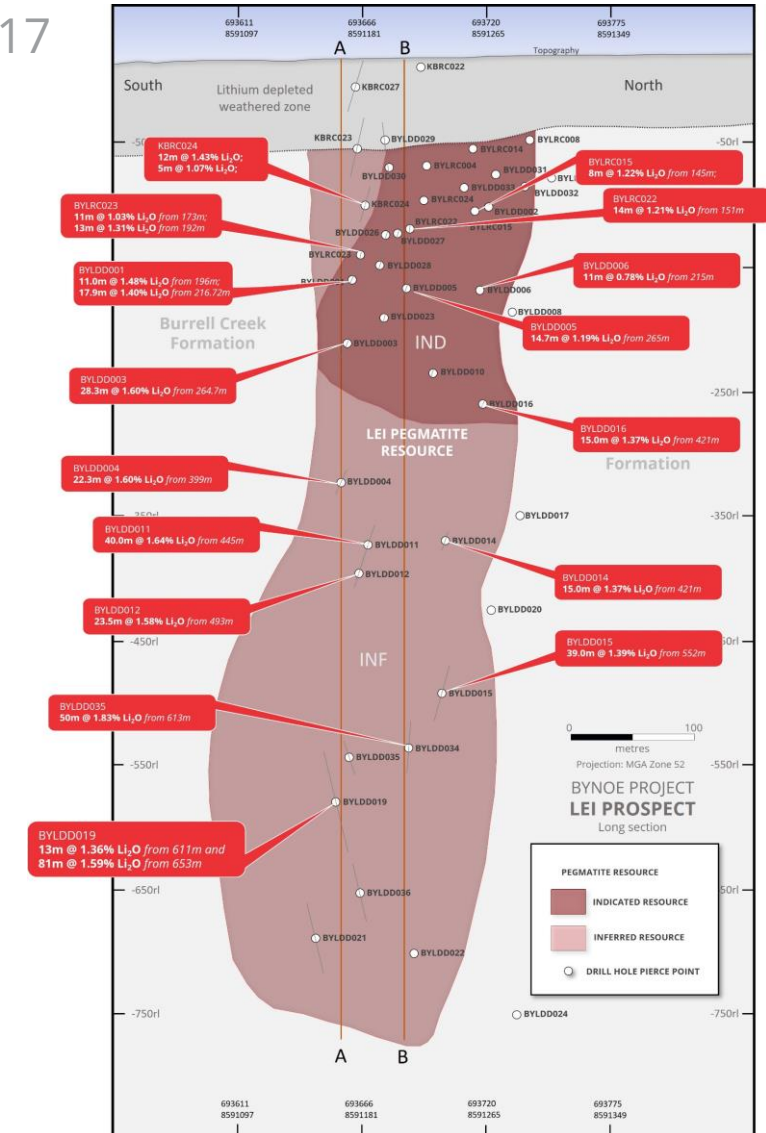 17
693611
8591097
693666
8591181
693720
8591265
693775
8591349
A
B
Topography
South
North
Lithium depleted
weathered zone
KBRC022
KBRC027
KBRC023
BYLDD029
BYLRC014
BYLRC008
BYLDD030
BYLRC004
BYLDD031
BYLDD033
BYLDD032
KBRC024
BYLRC024
BYLDD002
BYLRC015
BYLRC022
BYLDD026
BYLDD027
BYLRC023
BYLDD028
BYLDD005
BYLDD006
BYLDD008
BYLDD023
BYLDD003
BYLDD010
BYLDD016
BYLDD004
BYLDD017
BYLDD011
BYLDD014
BYLDD012
BYLDD020
BYLDD015
BYLDD034
BYLDD035
BYLDD019
BYLDD036
BYLDD021
BYLDD022
BYLDD024
KBRC024
12m @ 1.43% Li₂O;
5m @ 1.07% Li₂O;
BYLRC023
11m @ 1.03% Li₂O from 173m;
13m @ 1.31% Li₂O from 192m
BYLDD001
11.0m @ 1.48% Li₂O from 196m;
17.9m @ 1.40% Li₂O from 216.72m
BYLDD003
28.3m @ 1.60% Li₂O from 264.7m
BYLDD004
22.3m @ 1.60% Li₂O from 399m
BYLDD011
40.0m @ 1.64% Li₂O from 445m
BYLDD012
23.5m @ 1.58% Li₂O from 493m
BYLDD035
50m @ 1.83% Li₂O from 613m
BYLDD019
13m @ 1.36% Li₂O from 611m and
81m @ 1.59% Li₂O from 653m
BYLRC015
8m @ 1.22% Li₂O from 145m;
BYLRC022
14m @ 1.21% Li₂O from 151m
BYLDD006
11m @ 0.78% Li₂O from 215m
BYLDD005
14.7m @ 1.19% Li₂O from 265m
BYLDD016
15.0m @ 1.37% Li₂O from 421m
BYLDD014
15.0m @ 1.37% Li₂O from 421m
BYLDD015
39.0m @ 1.39% Li₂O from 552m
Burrell Creek
Formation
Formation
IND
LEI PEGMATITE
RESOURCE
INF
-50rl
-250rl
-250rl
-350rl
-450rl
-550rl
-550rl
-650rl
-750rl
-750rl
0
100
metres
Projection: MGA Zone 52
BYNOE PROJECT
LEI PROSPECT
Long section
PEGMATITE RESOURCE
INDICATED RESOURCE
INFERRED RESOURCE
DRILL HOLE PIERCE POINT
A
B
693611
8591097
693666
8591181
693720
8591265
693775
8591349